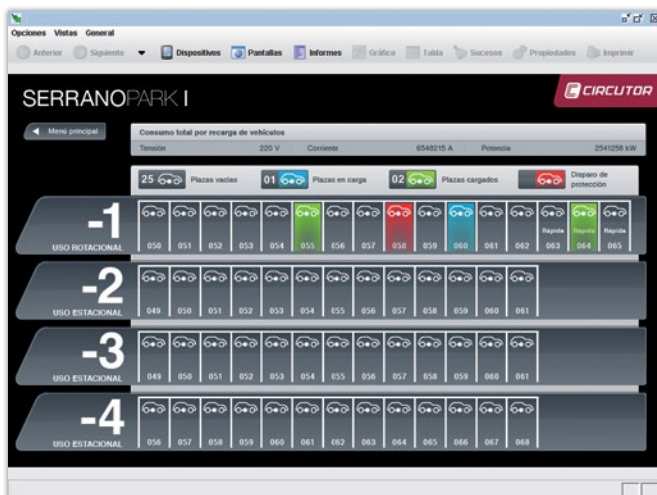 Opciones Vistas General
Anterior Siguiente Dispositivos Pantallas Informes Gráfico Tabla Sucesos Propiedades Imprimir
SERRANOPARK I
CIRCUTOR
Menú principal
Consumo total por recarga de vehículos
Tensión 220 V Corriente 6548215 A Potencia 2541256 kW
25 Plazas vacías 01 Plazas en carga 02 Plazas cargados Disparo de protección
-1
USO ROTACIONAL
Rápida Rápida Rápida
050 051 052 053 054 055 056 057 058 059 060 061 062 063 064 065
-2
USO ESTACIONAL
049 050 051 052 053 054 055 056 057 058 059 060 061
-3
USO ESTACIONAL
049 050 051 052 053 054 055 056 057 058 059 060 061
-4
USO ESTACIONAL
056 057 058 059 060 061 062 063 064 065 066 067 068